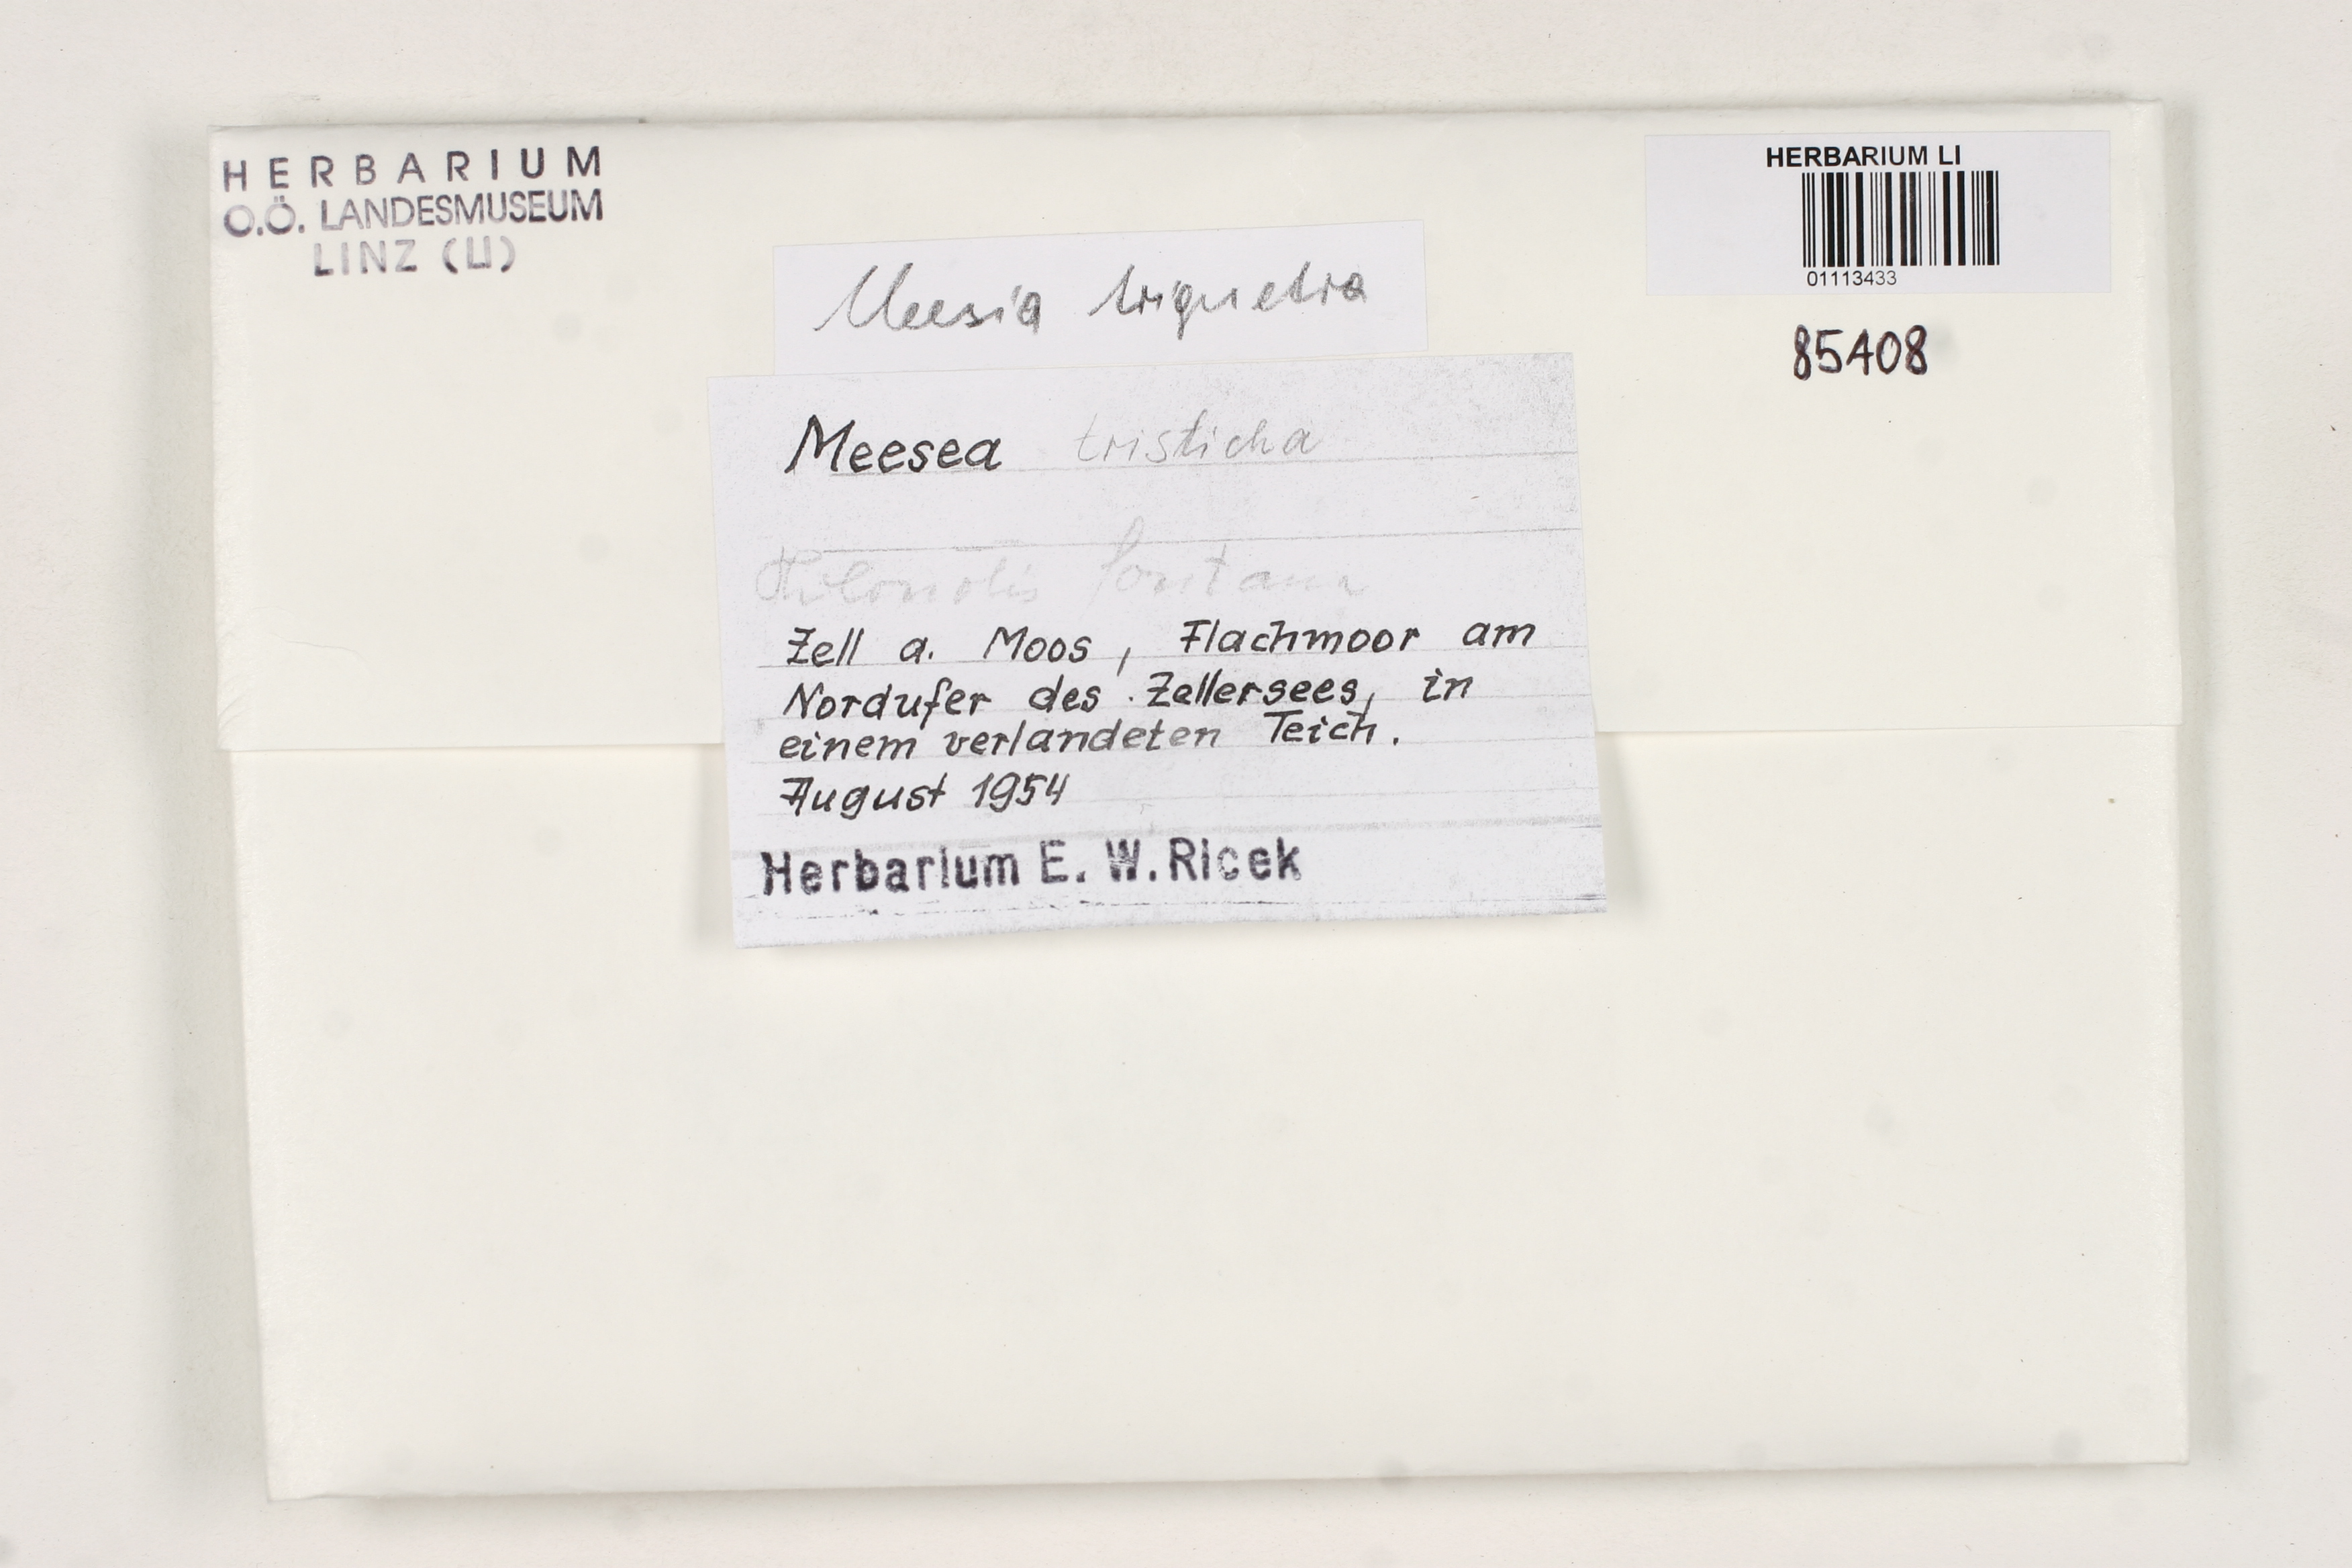 HERBARIUM
O.Ö. LANDESMUSEUM
LINZ (LI)
HERBARIUM LI
01113433
85408
Meesia triquetra
Meesea tristicha
fontana
Zell a. Moos, Flachmoor am
Nordufer des Zellersees, in
einem verlandeten Teich.
August 1954
Herbarium E. W. Ricek